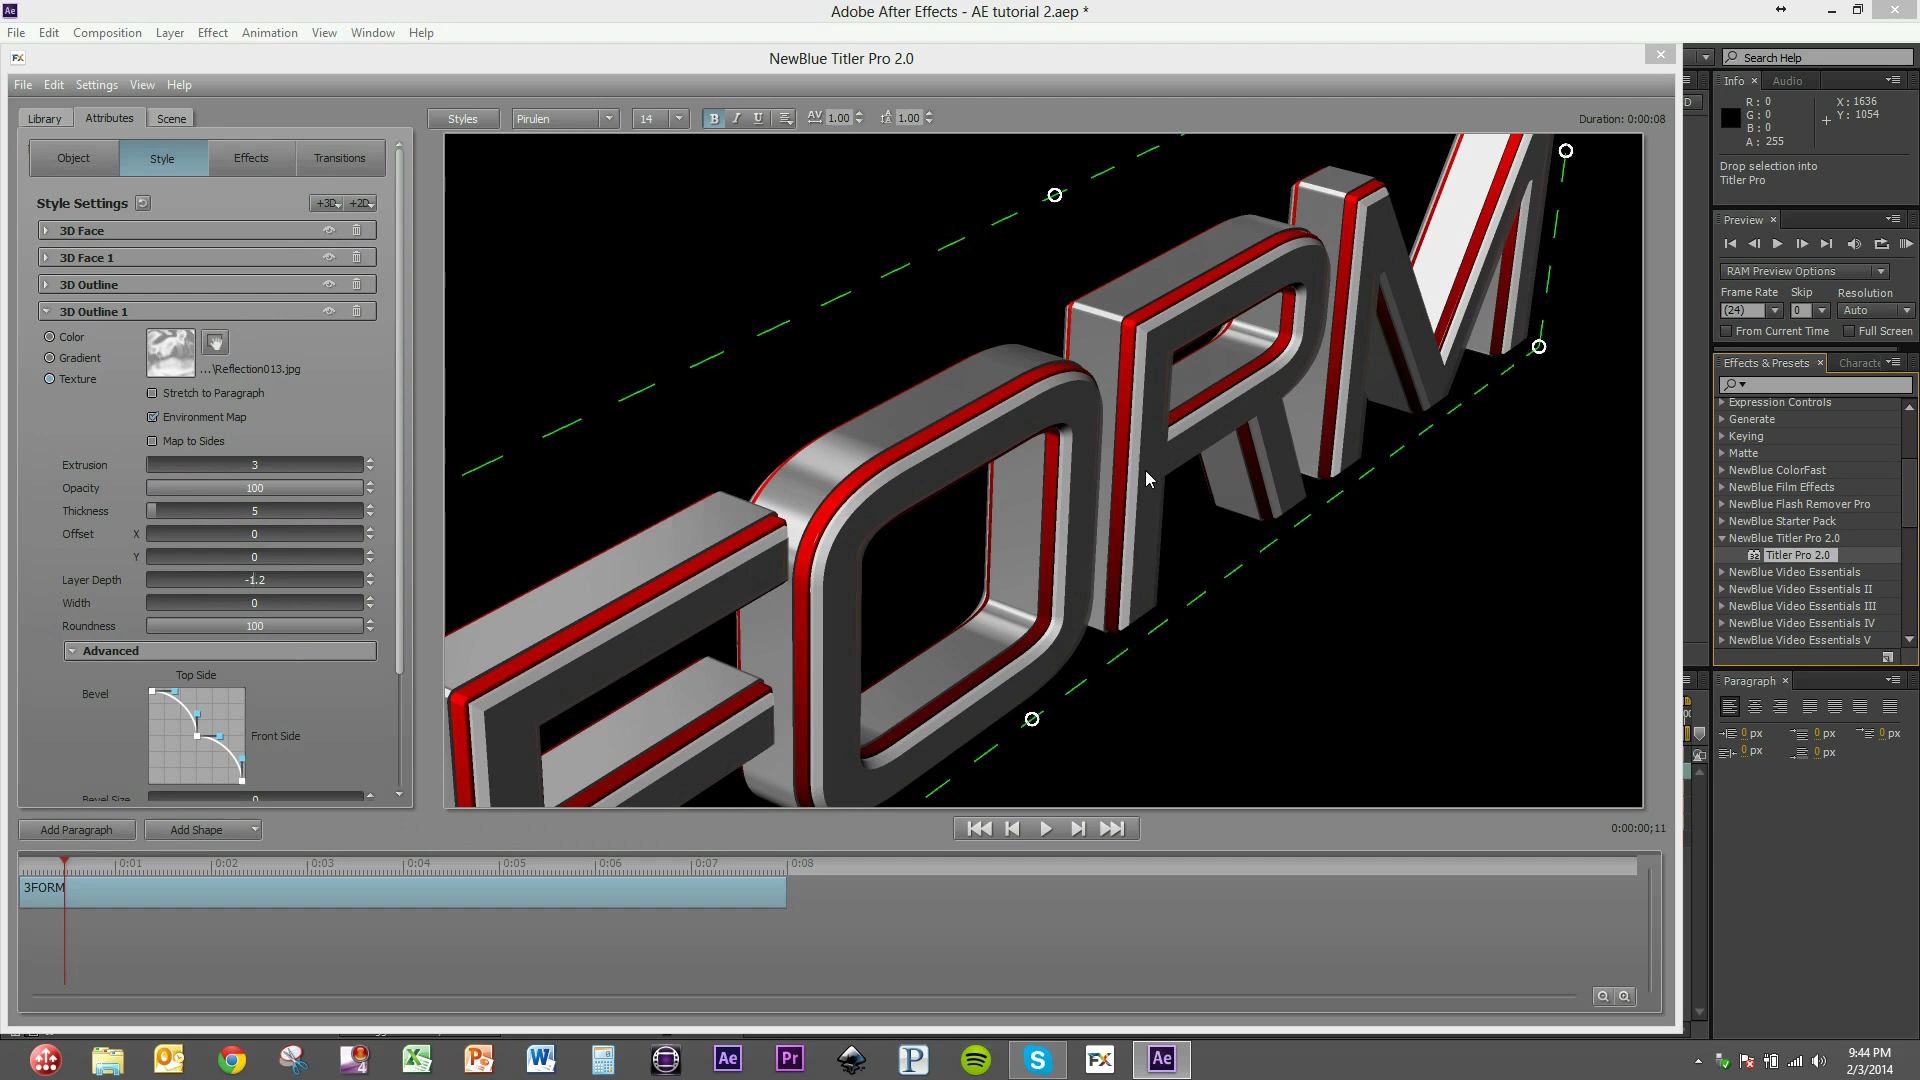 Adobe After Effects - AE tutorial 2.aep *
File Edit Composition Layer Effect Animation View Window Help
NewBlue Titler Pro 2.0
File Edit Settings View Help
Library Attributes Scene
Styles Pirulen 14 B I U 1.00 1.00 Duration: 0:00:08
Object Style Effects Transitions
Style Settings +3D +2D
3D Face
3D Face 1
3D Outline
3D Outline 1
Color
Gradient
Texture
...\Reflection013.jpg
Stretch to Paragraph
Environment Map
Map to Sides
Extrusion 3
Opacity 100
Thickness 5
Offset X 0
Y 0
Layer Depth -1.2
Width 0
Roundness 100
Advanced
Top Side
Bevel
Front Side
Bevel Size 0
FORM
Add Paragraph Add Shape
0:00:00;11
0:01 0:02 0:03 0:04 0:05 0:06 0:07 0:08
3FORM
Search Help
Info Audio
R: 0 X: 1636
G: 0 Y: 1054
B: 0
A: 255
Drop selection into
Titler Pro
Preview
RAM Preview Options
Frame Rate Skip Resolution
(24) 0 Auto
From Current Time Full Screen
Effects & Presets Characte
Expression Controls
Generate
Keying
Matte
NewBlue ColorFast
NewBlue Film Effects
NewBlue Flash Remover Pro
NewBlue Starter Pack
NewBlue Titler Pro 2.0
Titler Pro 2.0
NewBlue Video Essentials
NewBlue Video Essentials II
NewBlue Video Essentials III
NewBlue Video Essentials IV
NewBlue Video Essentials V
Paragraph
0 px 0 px 0 px
0 px 0 px
9:44 PM
2/3/2014